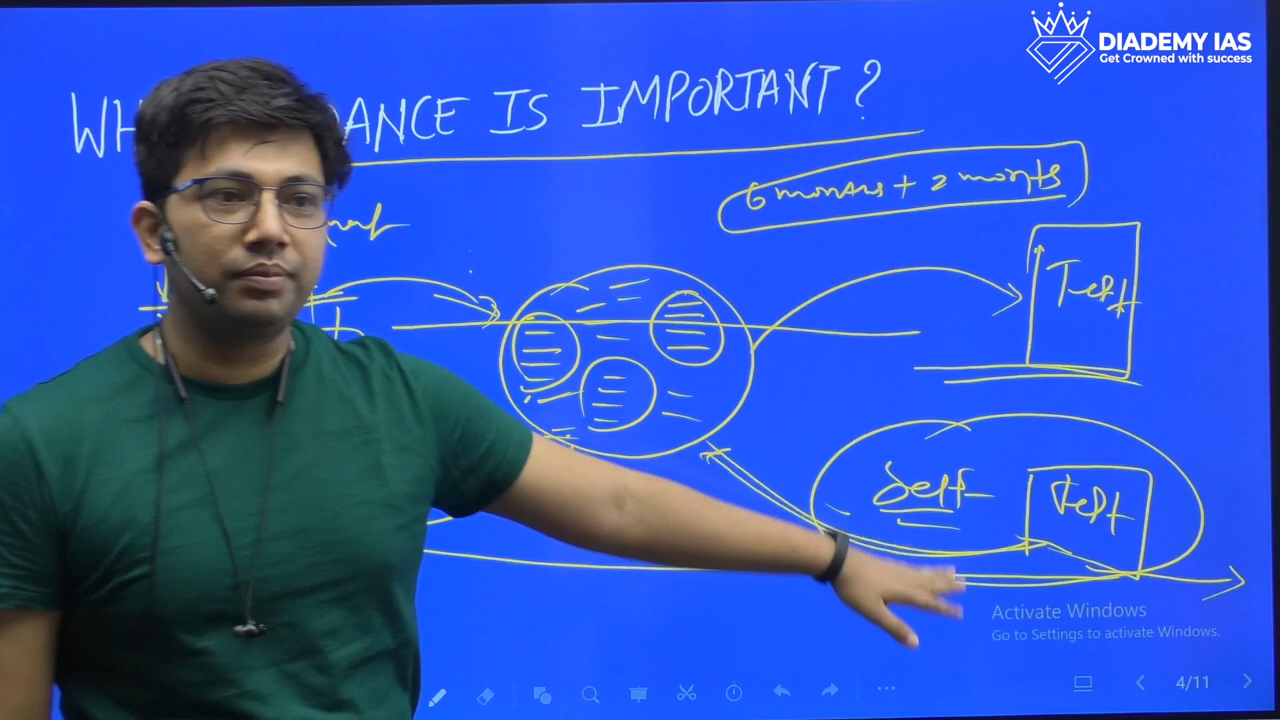 DIADEMY IAS
Get Crowned with success
WH ANCE IS IMPORTANT ?
6 months + 2 months
Test
Self
Test
Activate Windows
Go to Settings to activate Windows.
4/11